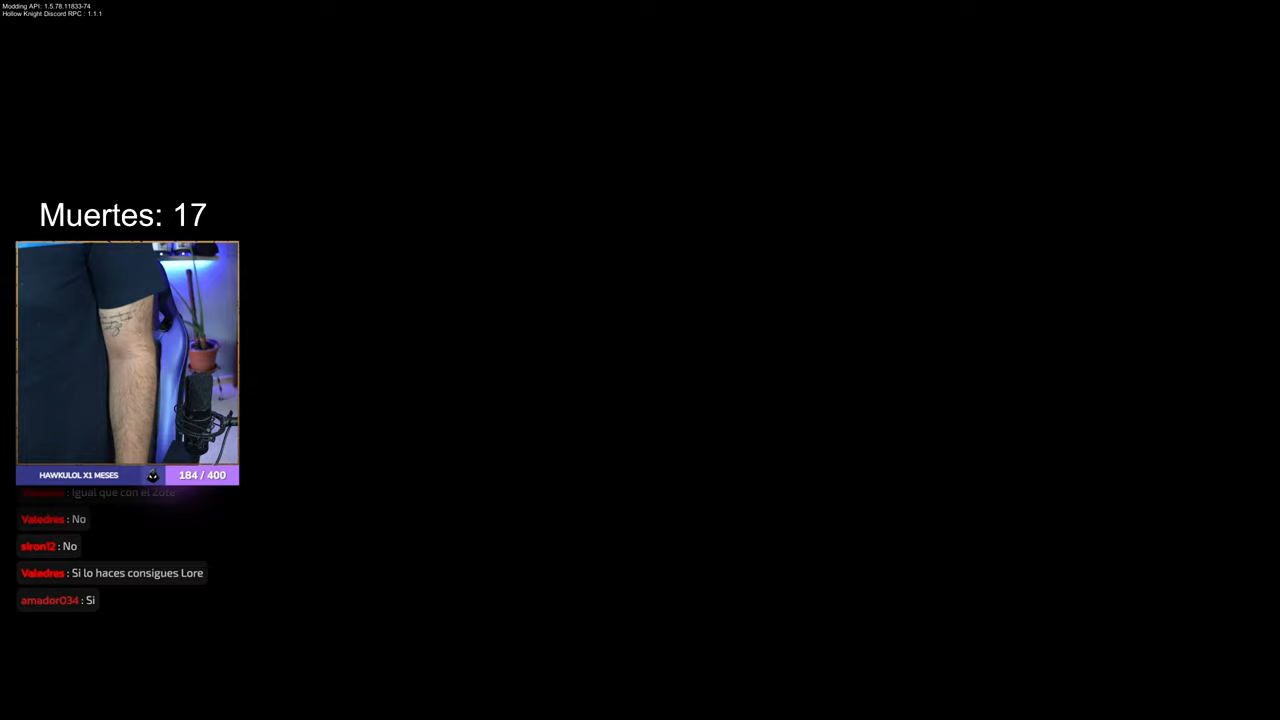 Modding API: 1.5.78.11833-74
Hollow Knight Discord RPC : 1.1.1
Muertes: 17
HAWKULOL X1 MESES 184 / 400
: Igual que con el Zote
Valedres : No
siron12 : No
Valedres : Si lo haces consigues Lore
amador034 : Si